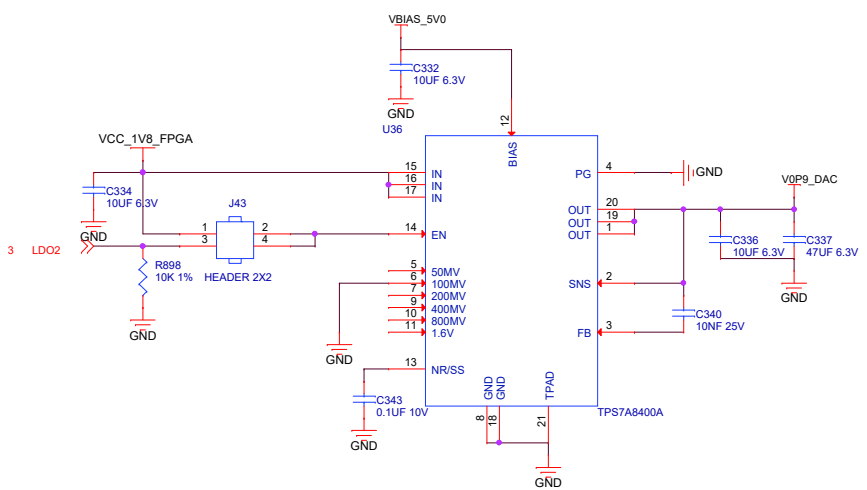 VBIAS_5V0
C332
10UF 6.3V
GND
U36
12
BIAS
VCC_1V8_FPGA
C334
10UF 6.3V
GND
J43
1
2
3
4
HEADER 2X2
3 LDO2
R898
10K 1%
GND
15 IN
16 IN
17 IN
14 EN
5 50MV
6 100MV
7 200MV
9 400MV
10 800MV
11 1.6V
GND
13 NR/SS
C343
0.1UF 10V
GND
PG 4
GND
V0P9_DAC
OUT 20
OUT 19
OUT 1
C336
10UF 6.3V
C337
47UF 6.3V
GND
SNS 2
C340
10NF 25V
FB 3
GND
GND
TPAD
8
18
21
TPS7A8400A
GND